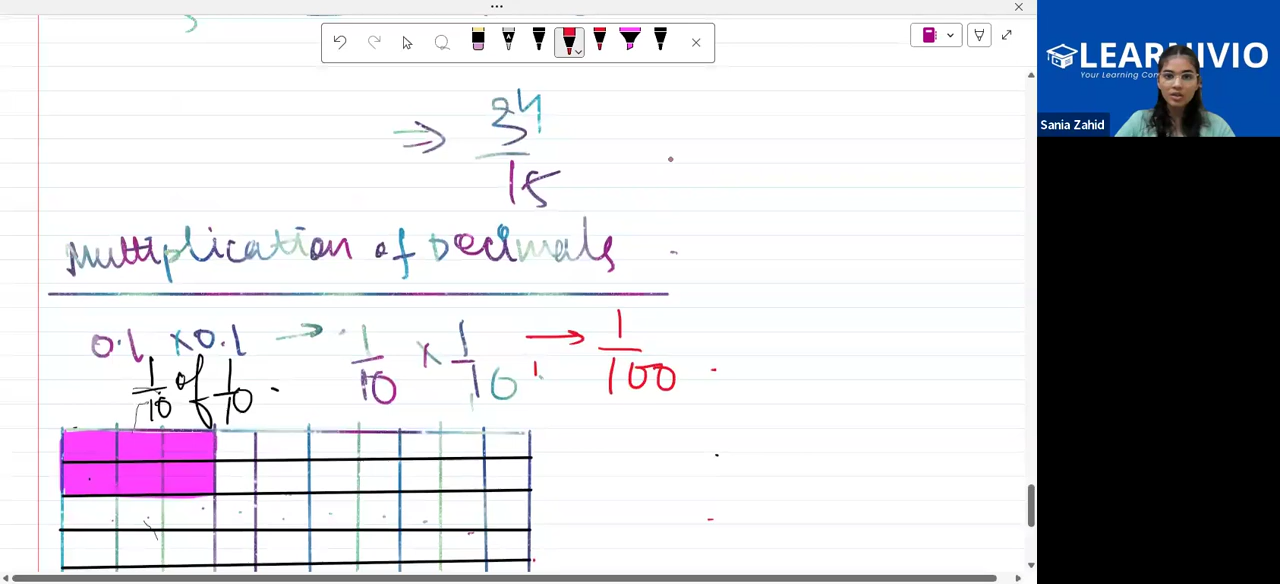 LEARNIVIO
Your Learning Com
Sania Zahid
⇒ 34/15
Multiplication of Decimals
0.1 × 0.1 → 1/10 × 1/10 → 1/100
1/10 of 1/10